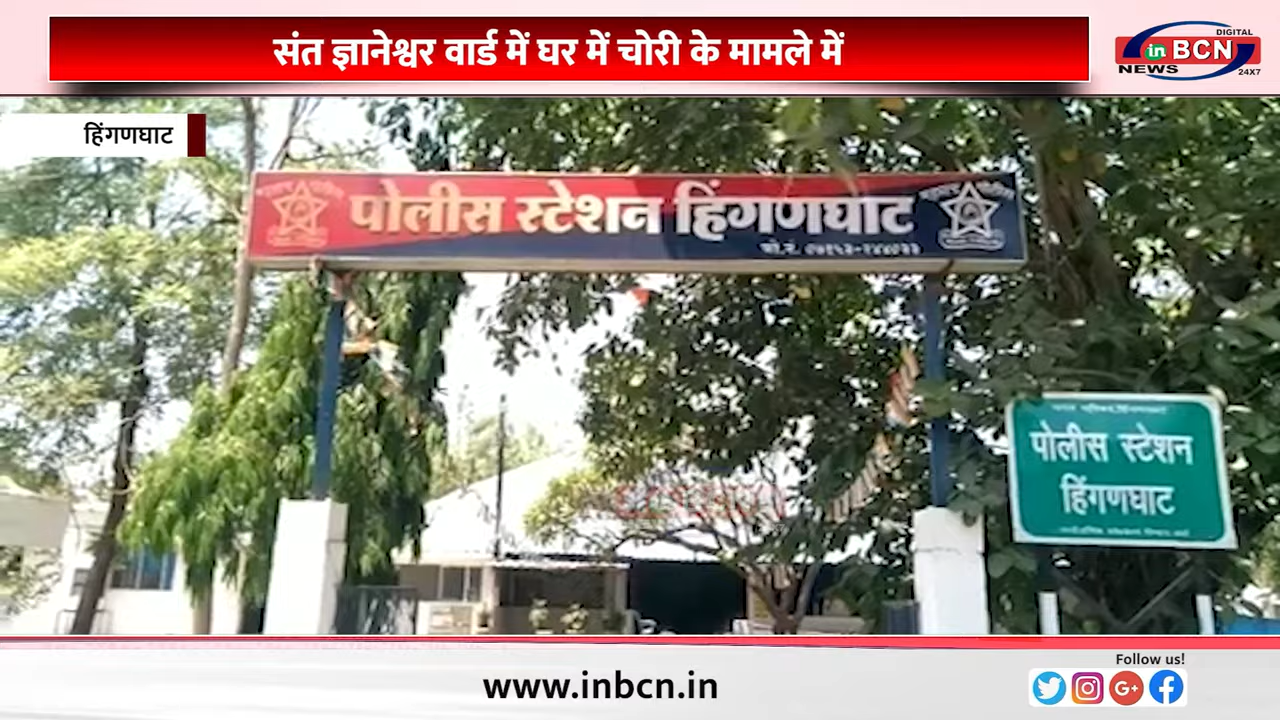 संत ज्ञानेश्वर वार्ड में घर में चोरी के मामले में
DIGITAL
in BCN
NEWS
24X7
हिंगणघाट
पोलीस स्टेशन हिंगणघाट
फो.नं.
पोलीस स्टेशन
हिंगणघाट
Follow us!
www.inbcn.in